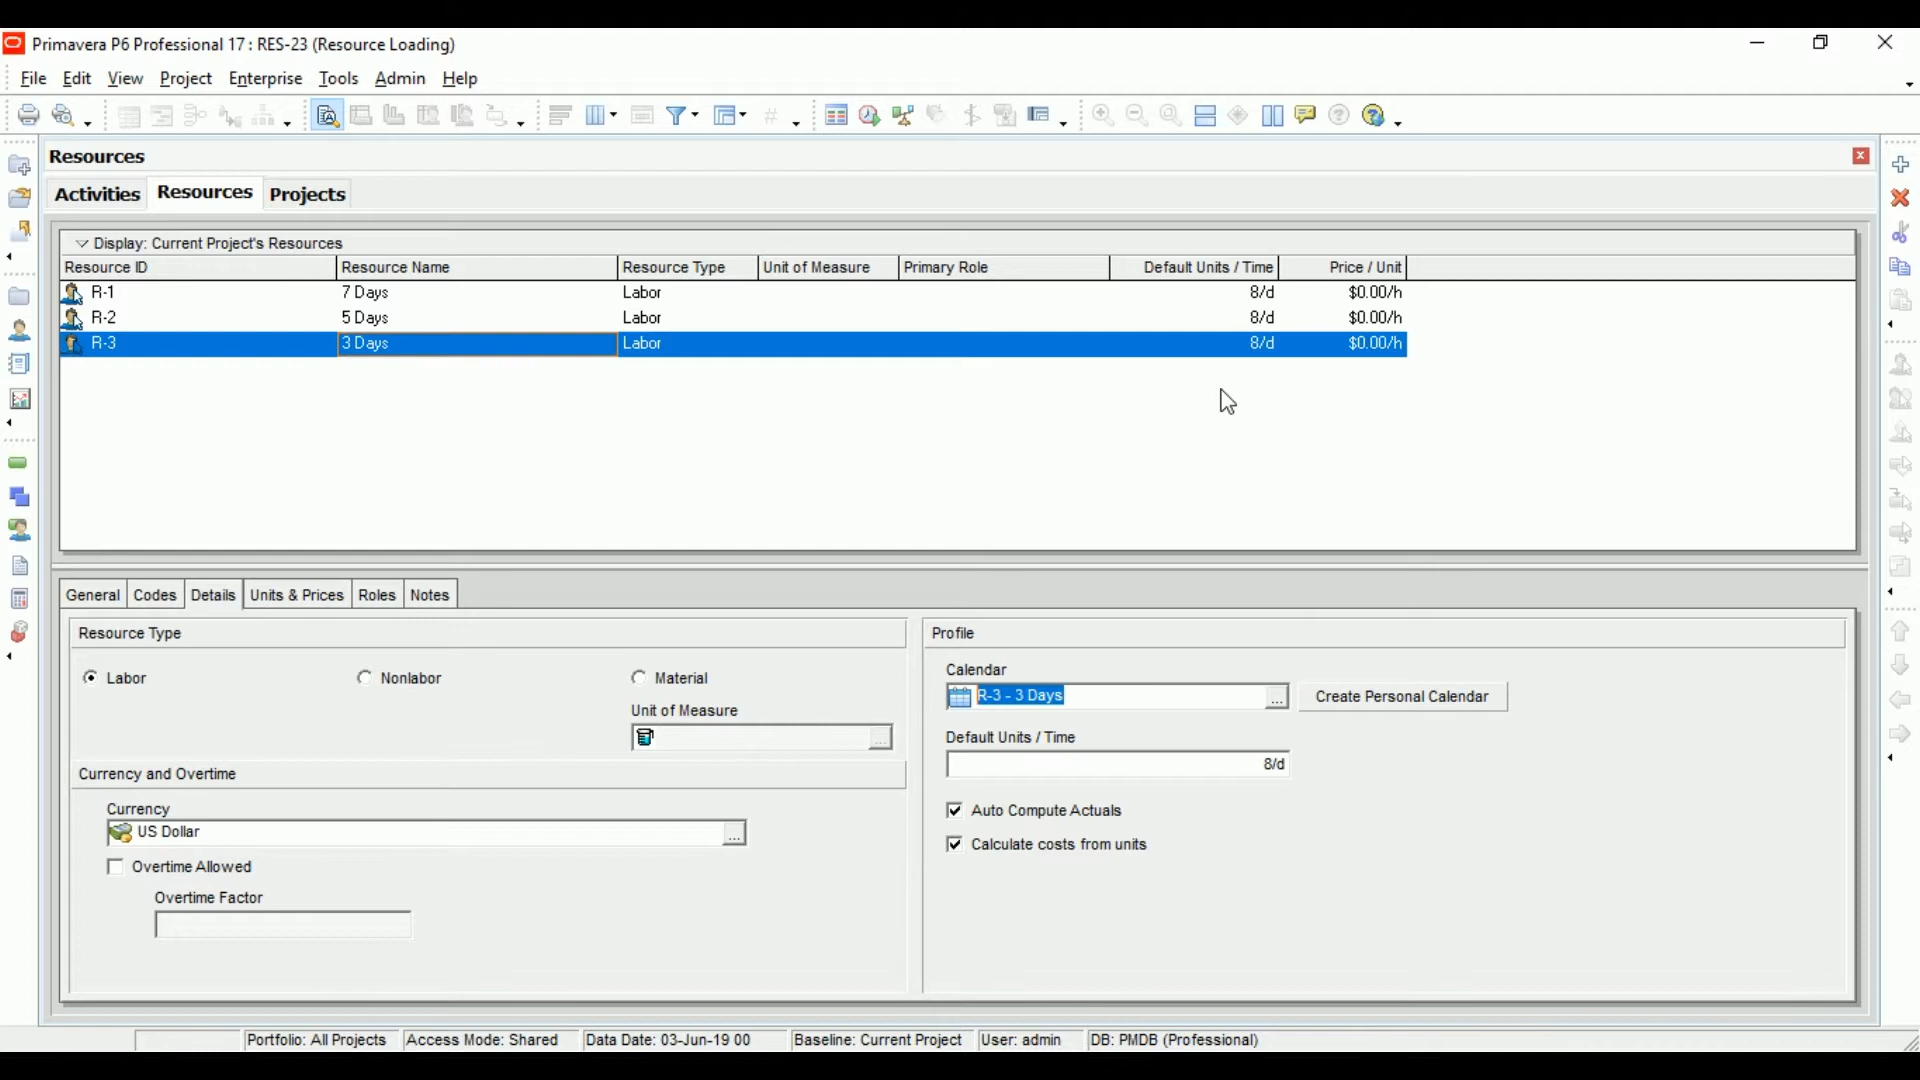 Primavera P6 Professional 17 : RES-23 (Resource Loading)
File Edit View Project Enterprise Tools Admin Help
Resources
Activities Resources Projects
Display: Current Project's Resources
Resource ID Resource Name Resource Type Unit of Measure Primary Role Default Units / Time Price / Unit
R-1 7 Days Labor 8/d $0.00/h
R-2 5 Days Labor 8/d $0.00/h
R-3 3 Days Labor 8/d $0.00/h
General Codes Details Units & Prices Roles Notes
Resource Type Profile
Labor Nonlabor Material
Calendar
R-3 - 3 Days ... Create Personal Calendar
Unit of Measure
...
Default Units / Time
8/d
Currency and Overtime
Currency
US Dollar ...
Auto Compute Actuals
Calculate costs from units
Overtime Allowed
Overtime Factor
Portfolio: All Projects Access Mode: Shared Data Date: 03-Jun-19 00 Baseline: Current Project User: admin DB: PMDB (Professional)